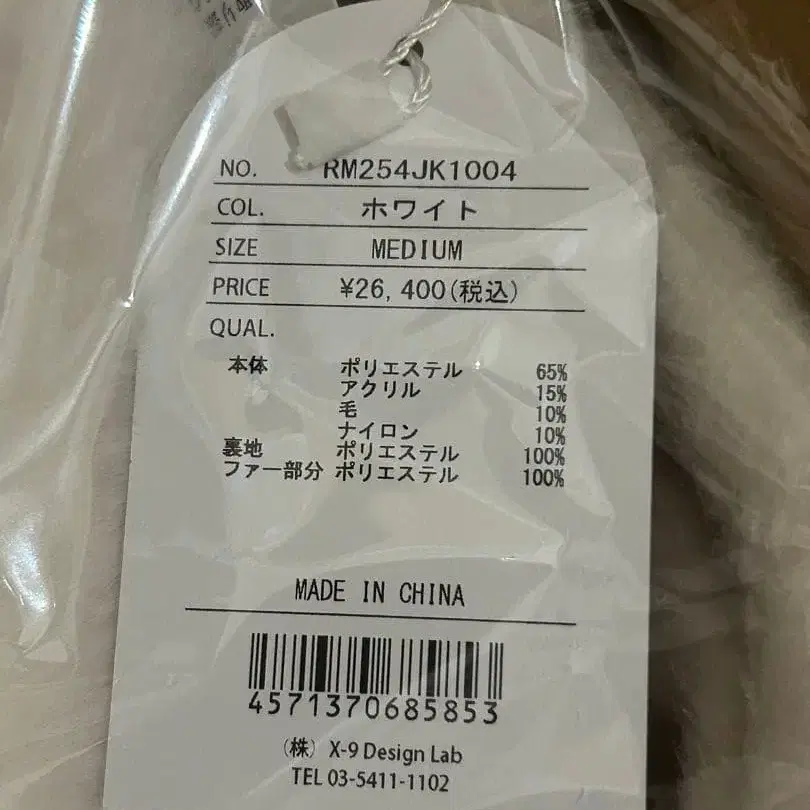 NO. RM254JK1004
COL. ホワイト
SIZE MEDIUM
PRICE ¥26,400(税込)
QUAL.
本体 ポリエステル 65%
アクリル 15%
毛 10%
ナイロン 10%
裏地 ポリエステル 100%
ファー部分 ポリエステル 100%
MADE IN CHINA
4571370685853
(株) X-9 Design Lab
TEL 03-5411-1102